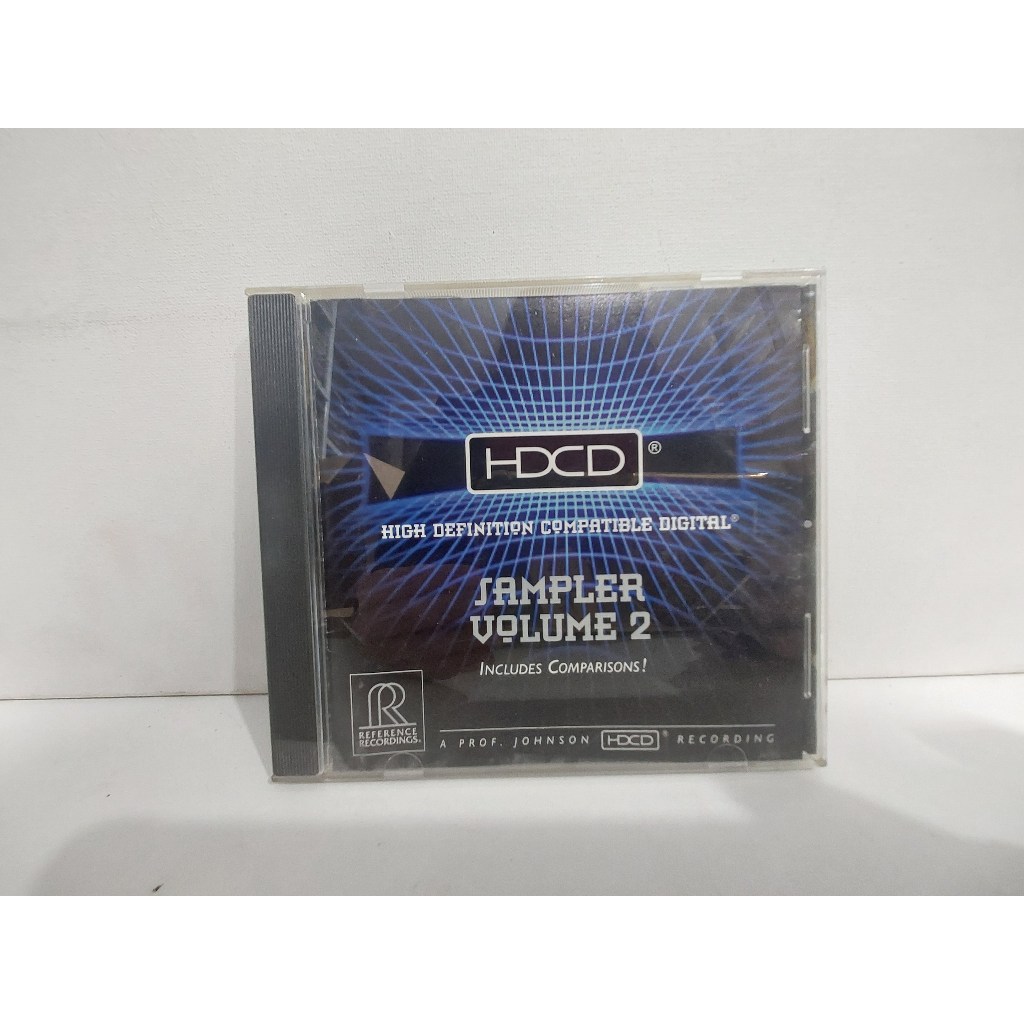 HDCD®
HIGH DEFINITION COMPATIBLE DIGITAL®
SAMPLER
VOLUME 2
INCLUDES COMPARISONS!
R
REFERENCE
RECORDINGS®
A PROF. JOHNSON HDCD® RECORDING